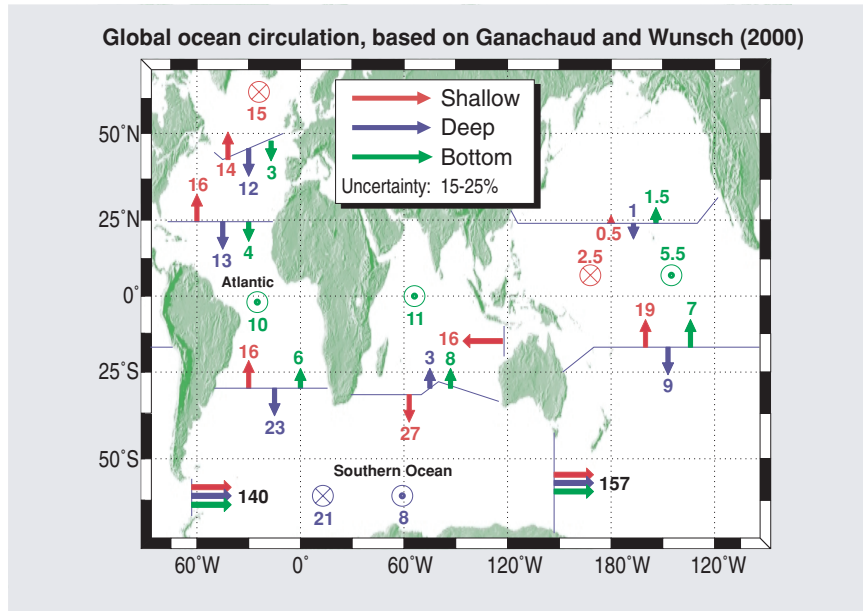 Global ocean circulation, based on Ganachaud and Wunsch (2000)
Shallow
Deep
Bottom
Uncertainty: 15-25%
15
50˚N
14
12
3
16
25˚N
13
4
1.5
1
0.5
2.5
5.5
Atlantic
0˚
10
11
16
19
7
16
6
3
8
25˚S
23
27
9
50˚S
Southern Ocean
140
21
8
157
60˚W
0˚
60˚W
120˚W
180˚W
120˚W